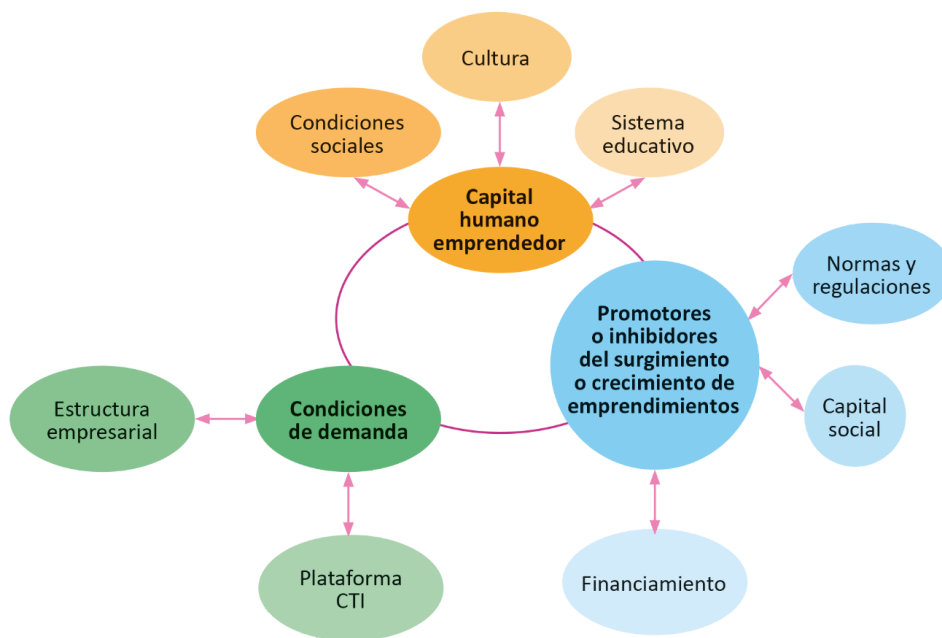 Cultura
Condiciones
sociales
Sistema
educativo
Capital
humano
emprendedor
Normas y
regulaciones
Promotores
o inhibidores
del surgimiento
o crecimiento de
emprendimientos
Capital
social
Estructura
empresarial
Condiciones
de demanda
Plataforma
CTI
Financiamiento